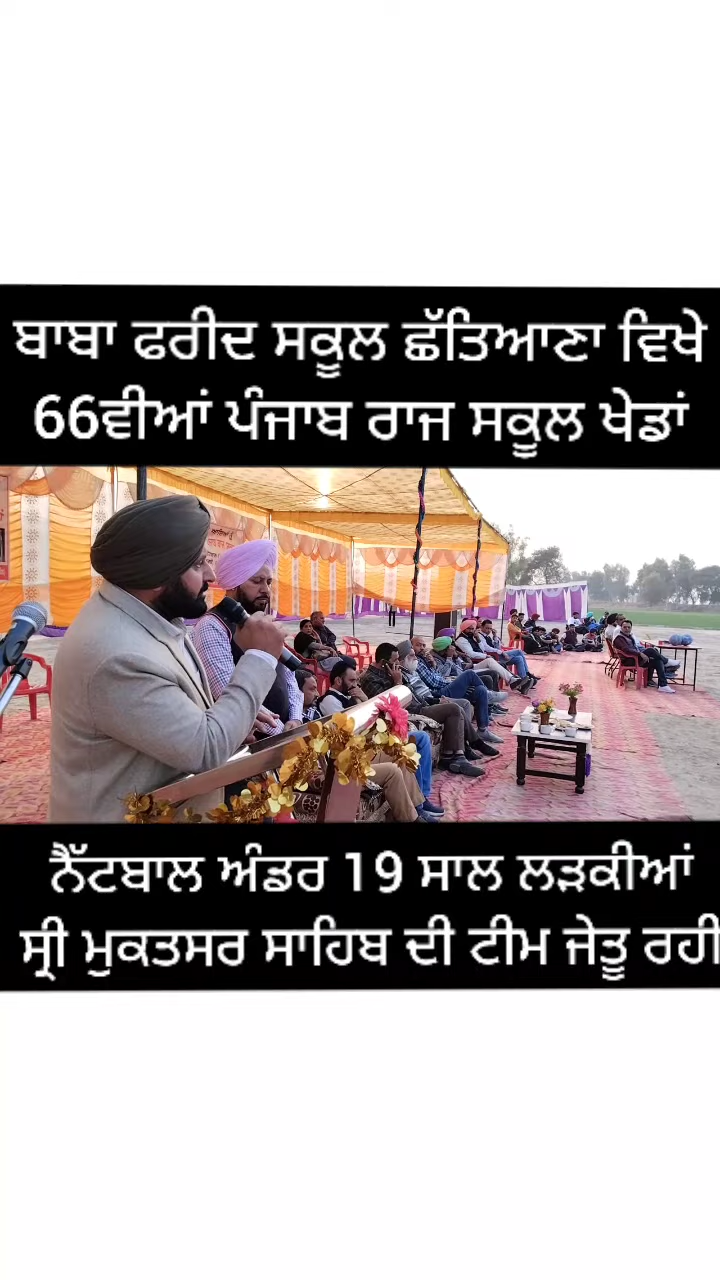 ਬਾਬਾ ਫਰੀਦ ਸਕੂਲ ਛੱਤਿਆਣਾ ਵਿਖੇ
66ਵੀਆਂ ਪੰਜਾਬ ਰਾਜ ਸਕੂਲ ਖੇਡਾਂ
ਨੈੱਟਬਾਲ ਅੰਡਰ 19 ਸਾਲ ਲੜਕੀਆਂ
ਸ੍ਰੀ ਮੁਕਤਸਰ ਸਾਹਿਬ ਦੀ ਟੀਮ ਜੇਤੂ ਰਹੀ